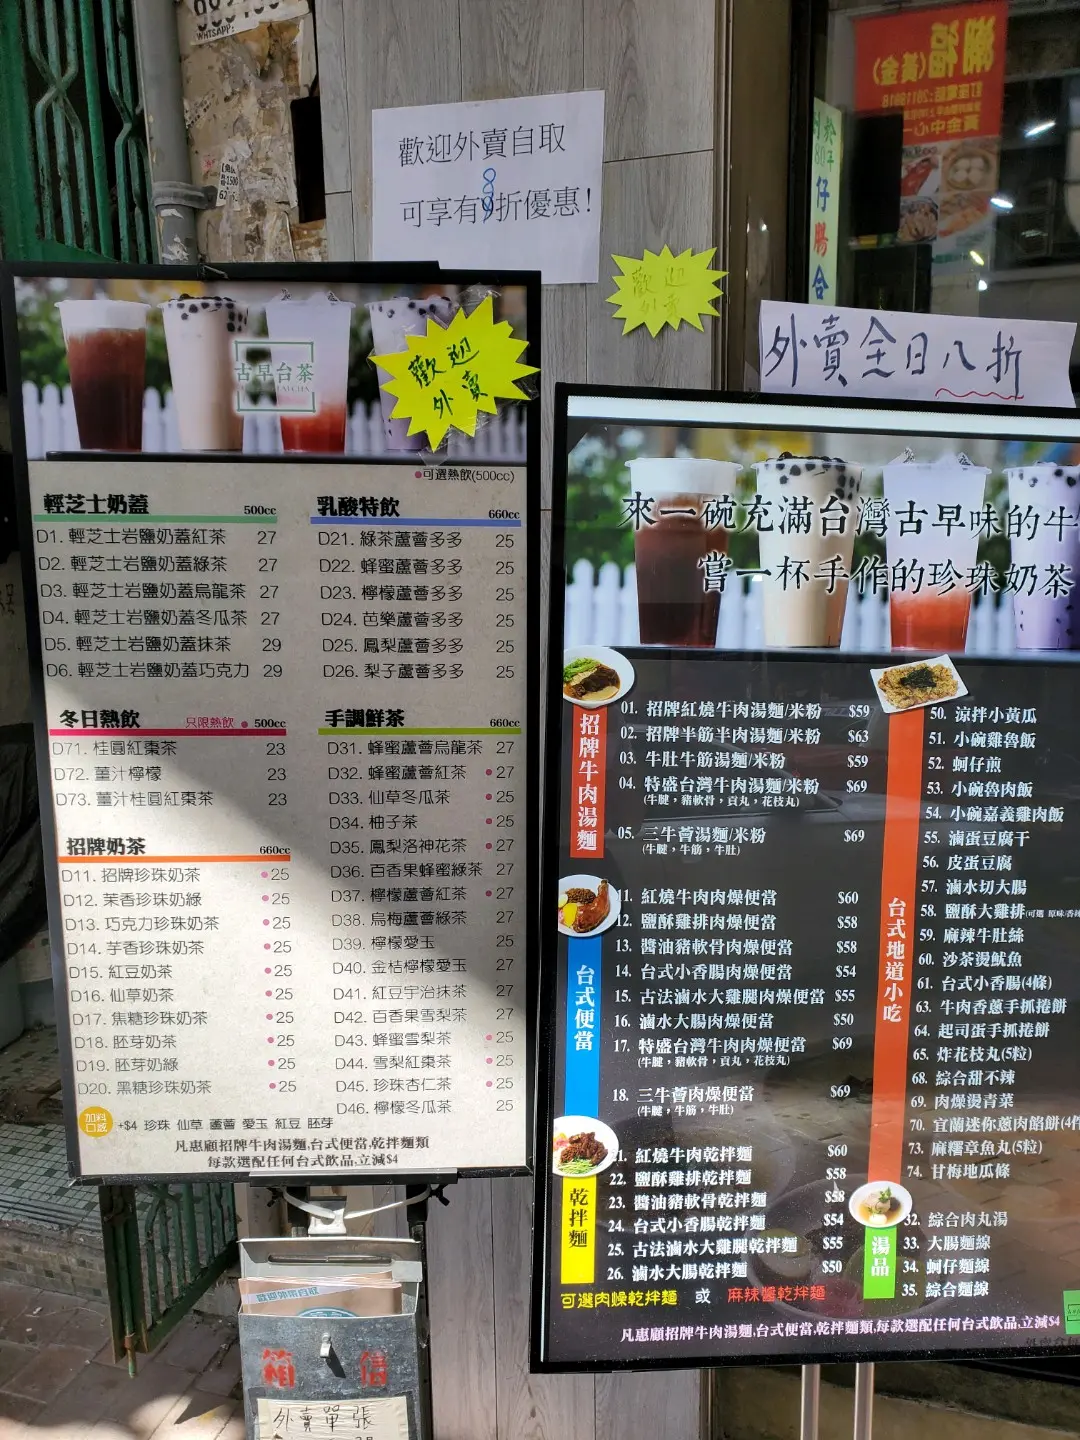 WHATSAPP:
歡迎外賣自取
可享有8折優惠!
歡迎
外賣
外賣全日八折
訂座電話:28119918
黃金中心
仔腸合
古早台茶
歡迎
外賣
●可選熱飲(500cc)
輕芝士奶蓋 500cc
D1. 輕芝士岩鹽奶蓋紅茶 27
D2. 輕芝士岩鹽奶蓋綠茶 27
D3. 輕芝士岩鹽奶蓋烏龍茶 27
D4. 輕芝士岩鹽奶蓋冬瓜茶 27
D5. 輕芝士岩鹽奶蓋抹茶 29
D6. 輕芝士岩鹽奶蓋巧克力 29
冬日熱飲 只限熱飲 ● 500cc
D71. 桂圓紅棗茶 23
D72. 薑汁檸檬 23
D73. 薑汁桂圓紅棗茶 23
招牌奶茶 660cc
D11. 招牌珍珠奶茶 ●25
D12. 茉香珍珠奶綠 ●25
D13. 巧克力珍珠奶茶 ●25
D14. 芋香珍珠奶茶 ●25
D15. 紅豆奶茶 ●25
D16. 仙草奶茶 ●25
D17. 焦糖珍珠奶茶 ●25
D18. 胚芽奶茶 ●25
D19. 胚芽奶綠 ●25
D20. 黑糖珍珠奶茶 ●25
乳酸特飲 660cc
D21. 綠茶蘆薈多多 25
D22. 蜂蜜蘆薈多多 25
D23. 檸檬蘆薈多多 25
D24. 芭樂蘆薈多多 25
D25. 鳳梨蘆薈多多 25
D26. 梨子蘆薈多多 25
手調鮮茶 660cc
D31. 蜂蜜蘆薈烏龍茶 27
D32. 蜂蜜蘆薈紅茶 ●27
D33. 仙草冬瓜茶 ●25
D34. 柚子茶 ●25
D35. 鳳梨洛神花茶 ●27
D36. 百香果蜂蜜綠茶 27
D37. 檸檬蘆薈紅茶 ●27
D38. 烏梅蘆薈綠茶 27
D39. 檸檬愛玉 25
D40. 金桔檸檬愛玉 27
D41. 紅豆宇治抹茶 27
D42. 百香果雪梨茶 27
D43. 蜂蜜雪梨茶 ●25
D44. 雪梨紅棗茶 ●25
D45. 珍珠杏仁茶 ●25
D46. 檸檬冬瓜茶 25
加料
口感
+$4 珍珠 仙草 蘆薈 愛玉 紅豆 胚芽
凡惠顧招牌牛肉湯麵,台式便當,乾拌麵類
每款選配任何台式飲品,立減$4
來一碗充滿台灣古早味的牛
嘗一杯手作的珍珠奶茶
招牌牛肉湯麵
01. 招牌紅燒牛肉湯麵/米粉 $59
02. 招牌半筋半肉湯麵/米粉 $63
03. 牛肚牛筋湯麵/米粉 $59
04. 特盛台灣牛肉湯麵/米粉 $69
(牛腱，豬軟骨，貢丸，花枝丸)
05. 三牛薈湯麵/米粉 $69
(牛腱，牛筋，牛肚)
台式便當
11. 紅燒牛肉肉燥便當 $60
12. 鹽酥雞排肉燥便當 $58
13. 醬油豬軟骨肉燥便當 $58
14. 台式小香腸肉燥便當 $54
15. 古法滷水大雞腿肉燥便當 $55
16. 滷水大腸肉燥便當 $50
17. 特盛台灣牛肉肉燥便當 $69
(牛腱，豬軟骨，貢丸，花枝丸)
18. 三牛薈肉燥便當 $69
(牛腱，牛筋，牛肚)
乾拌麵
21. 紅燒牛肉乾拌麵 $60
22. 鹽酥雞排乾拌麵 $58
23. 醬油豬軟骨乾拌麵 $58
24. 台式小香腸乾拌麵 $54
25. 古法滷水大雞腿乾拌麵 $55
26. 滷水大腸乾拌麵 $50
可選肉燥乾拌麵 或 麻辣醬乾拌麵
台式地道小吃
50. 涼拌小黃瓜
51. 小碗雞魯飯
52. 蚵仔煎
53. 小碗魯肉飯
54. 小碗嘉義雞肉飯
55. 滷蛋豆腐干
56. 皮蛋豆腐
57. 滷水切大腸
58. 鹽酥大雞排(可選 原味/香辣
59. 麻辣牛肚絲
60. 沙茶燙魷魚
61. 台式小香腸(4條)
63. 牛肉香蔥手抓捲餅
64. 起司蛋手抓捲餅
65. 炸花枝丸(5粒)
68. 綜合甜不辣
69. 肉燥燙青菜
70. 宜蘭迷你蔥肉餡餅(4件
73. 麻糬章魚丸(5粒)
74. 甘梅地瓜條
湯品
32. 綜合肉丸湯
33. 大腸麵線
34. 蚵仔麵線
35. 綜合麵線
凡惠顧招牌牛肉湯麵,台式便當,乾拌麵類,每款選配任何台式飲品,立減$4
歡迎外帶自取
箱 信
外賣單張